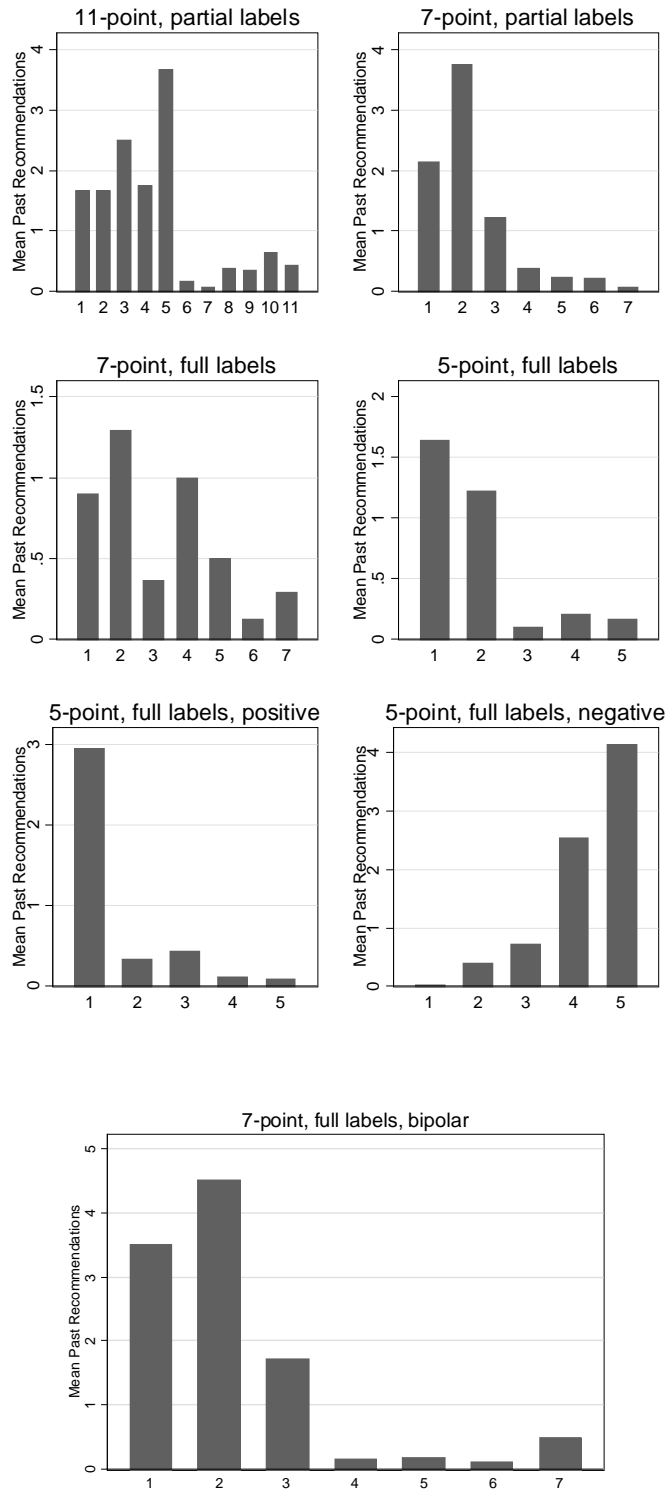 11-point, partial labels
Mean Past Recommendations
0 1 2 3 4
1 2 3 4 5 6 7 8 9 10 11
7-point, partial labels
Mean Past Recommendations
0 1 2 3 4
1 2 3 4 5 6 7
7-point, full labels
Mean Past Recommendations
0 .5 1 1.5
1 2 3 4 5 6 7
5-point, full labels
Mean Past Recommendations
0 .5 1 1.5 2
1 2 3 4 5
5-point, full labels, positive
Mean Past Recommendations
0 1 2 3
1 2 3 4 5
5-point, full labels, negative
Mean Past Recommendations
0 1 2 3 4
1 2 3 4 5
7-point, full labels, bipolar
Mean Past Recommendations
0 1 2 3 4 5
1 2 3 4 5 6 7